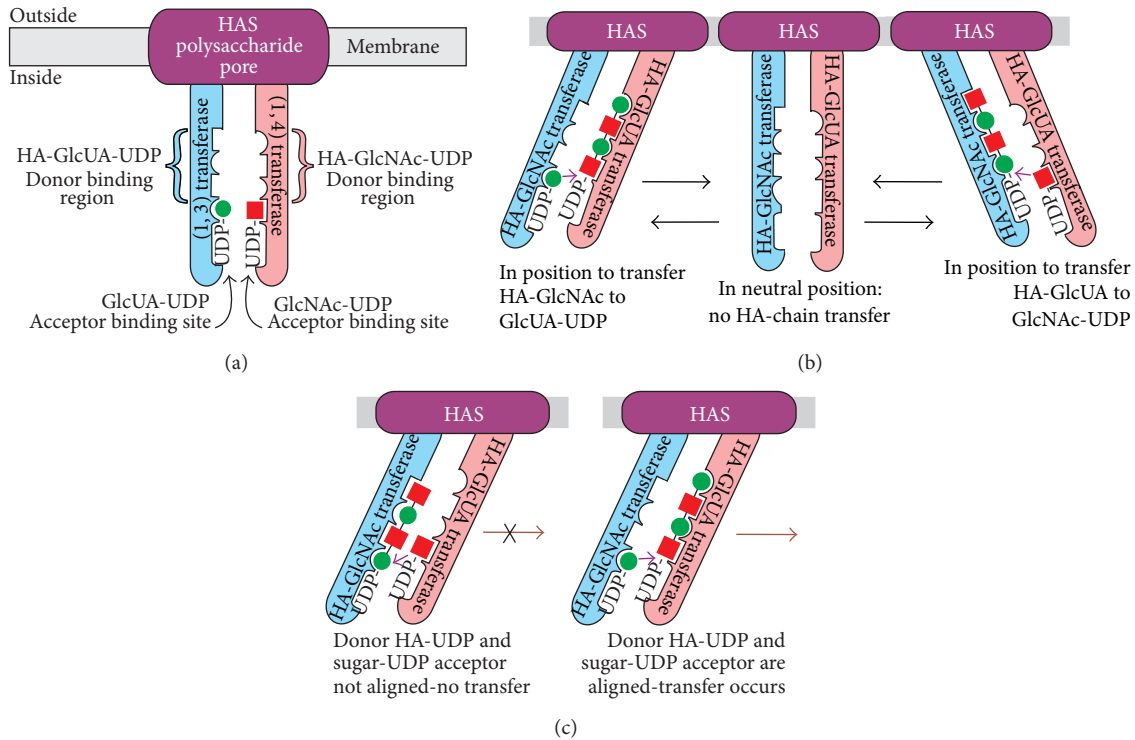 Outside
Inside
HAS
polysaccharide
pore
Membrane
HA-GlcUA-UDP
Donor binding
region
(1, 3) transferase
(1, 4) transferase
HA-GlcNAc-UDP
Donor binding
region
UDP-
UDP-
GlcUA-UDP
Acceptor binding site
GlcNAc-UDP
Acceptor binding site
(a)
HAS
HAS
HAS
HA-GlcNAc transferase
HA-GlcUA transferase
UDP-
UDP-
HA-GlcNAc transferase
HA-GlcUA transferase
HA-GlcNAc transferase
HA-GlcUA transferase
UDP-
UDP-
In position to transfer
HA-GlcNAc to
GlcUA-UDP
In neutral position:
no HA-chain transfer
In position to transfer
HA-GlcUA to
GlcNAc-UDP
(b)
HAS
HAS
HA-GlcNAc transferase
HA-GlcUA transferase
UDP-
UDP-
HA-GlcNAc transferase
HA-GlcUA transferase
UDP-
UDP-
Donor HA-UDP and
sugar-UDP acceptor
not aligned-no transfer
Donor HA-UDP and
sugar-UDP acceptor are
aligned-transfer occurs
(c)